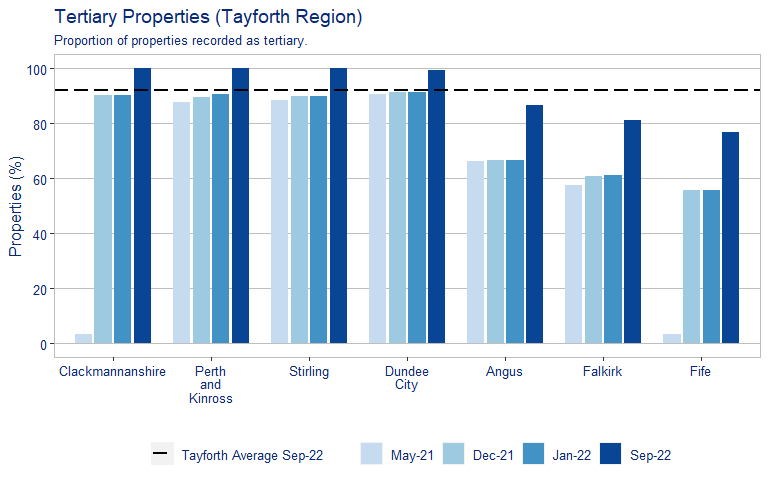 Tertiary Properties (Tayforth Region)
Proportion of properties recorded as tertiary.
Properties (%)
100
80
60
40
20
0
Clackmannanshire
Perth
and
Kinross
Stirling
Dundee
City
Angus
Falkirk
Fife
Tayforth Average Sep-22
May-21
Dec-21
Jan-22
Sep-22